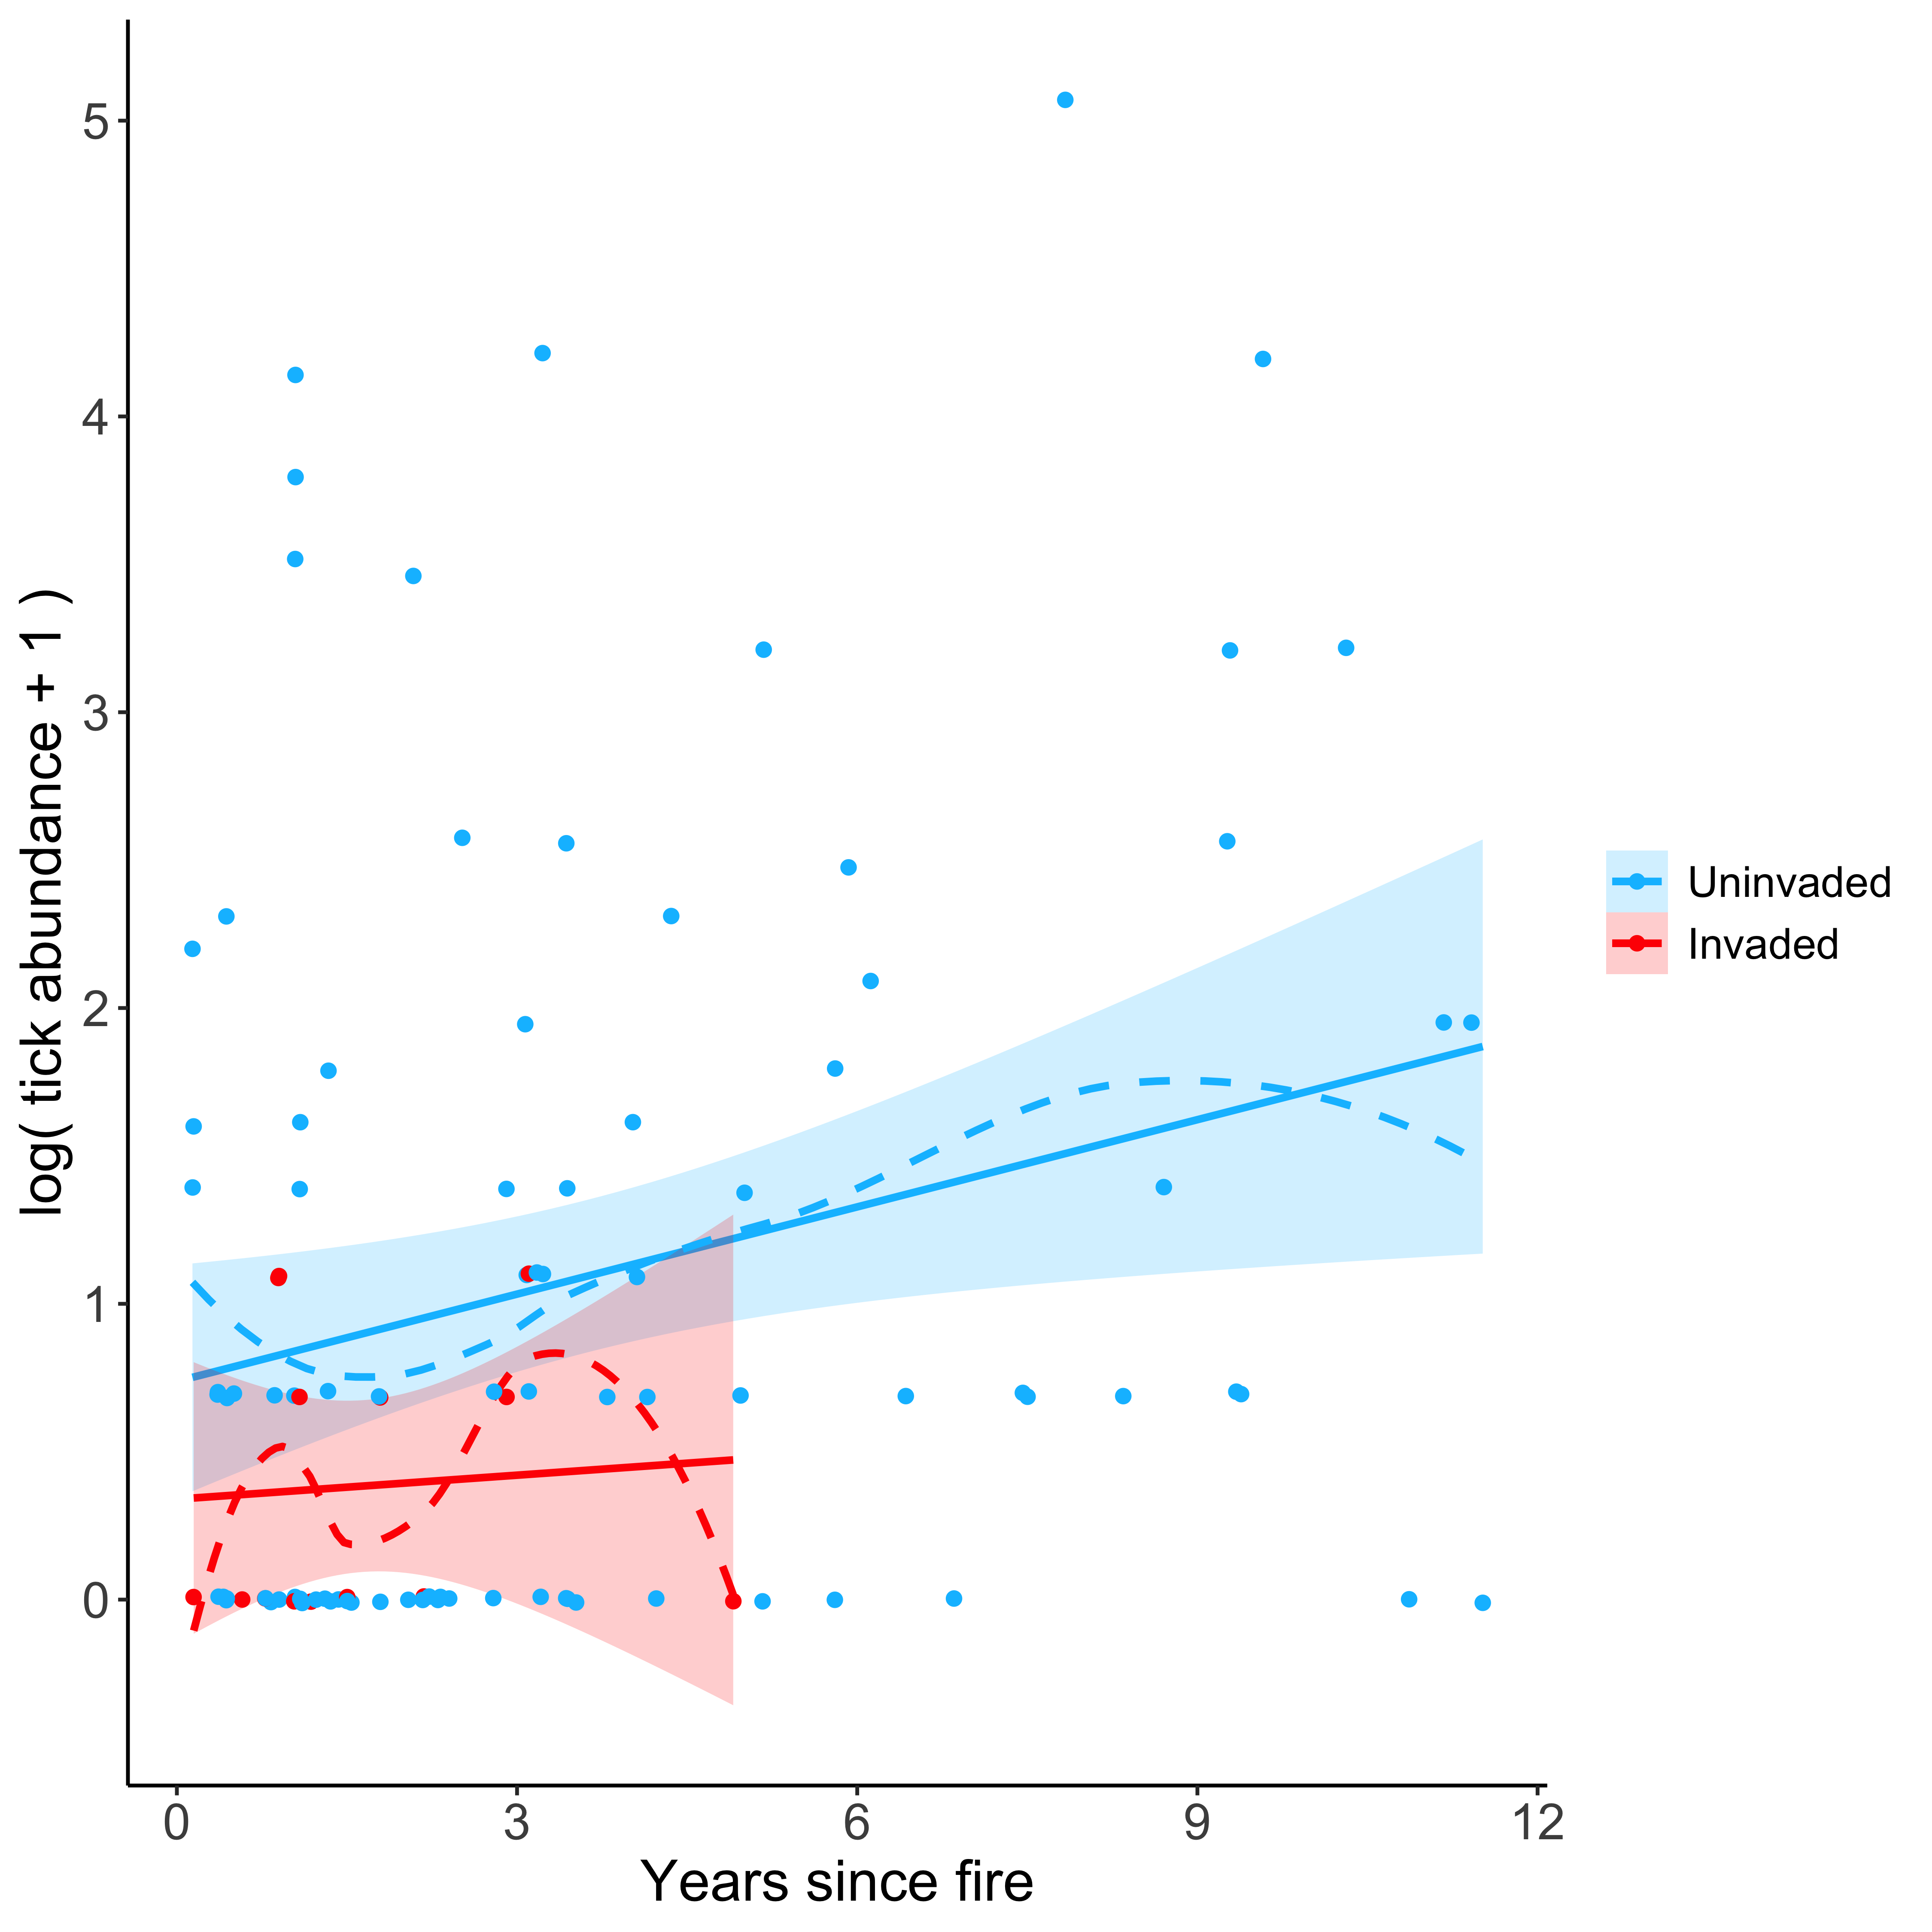 log( tick abundance + 1 )
5
4
3
2
1
0
0 3 6 9 12
Years since fire
Uninvaded
Invaded